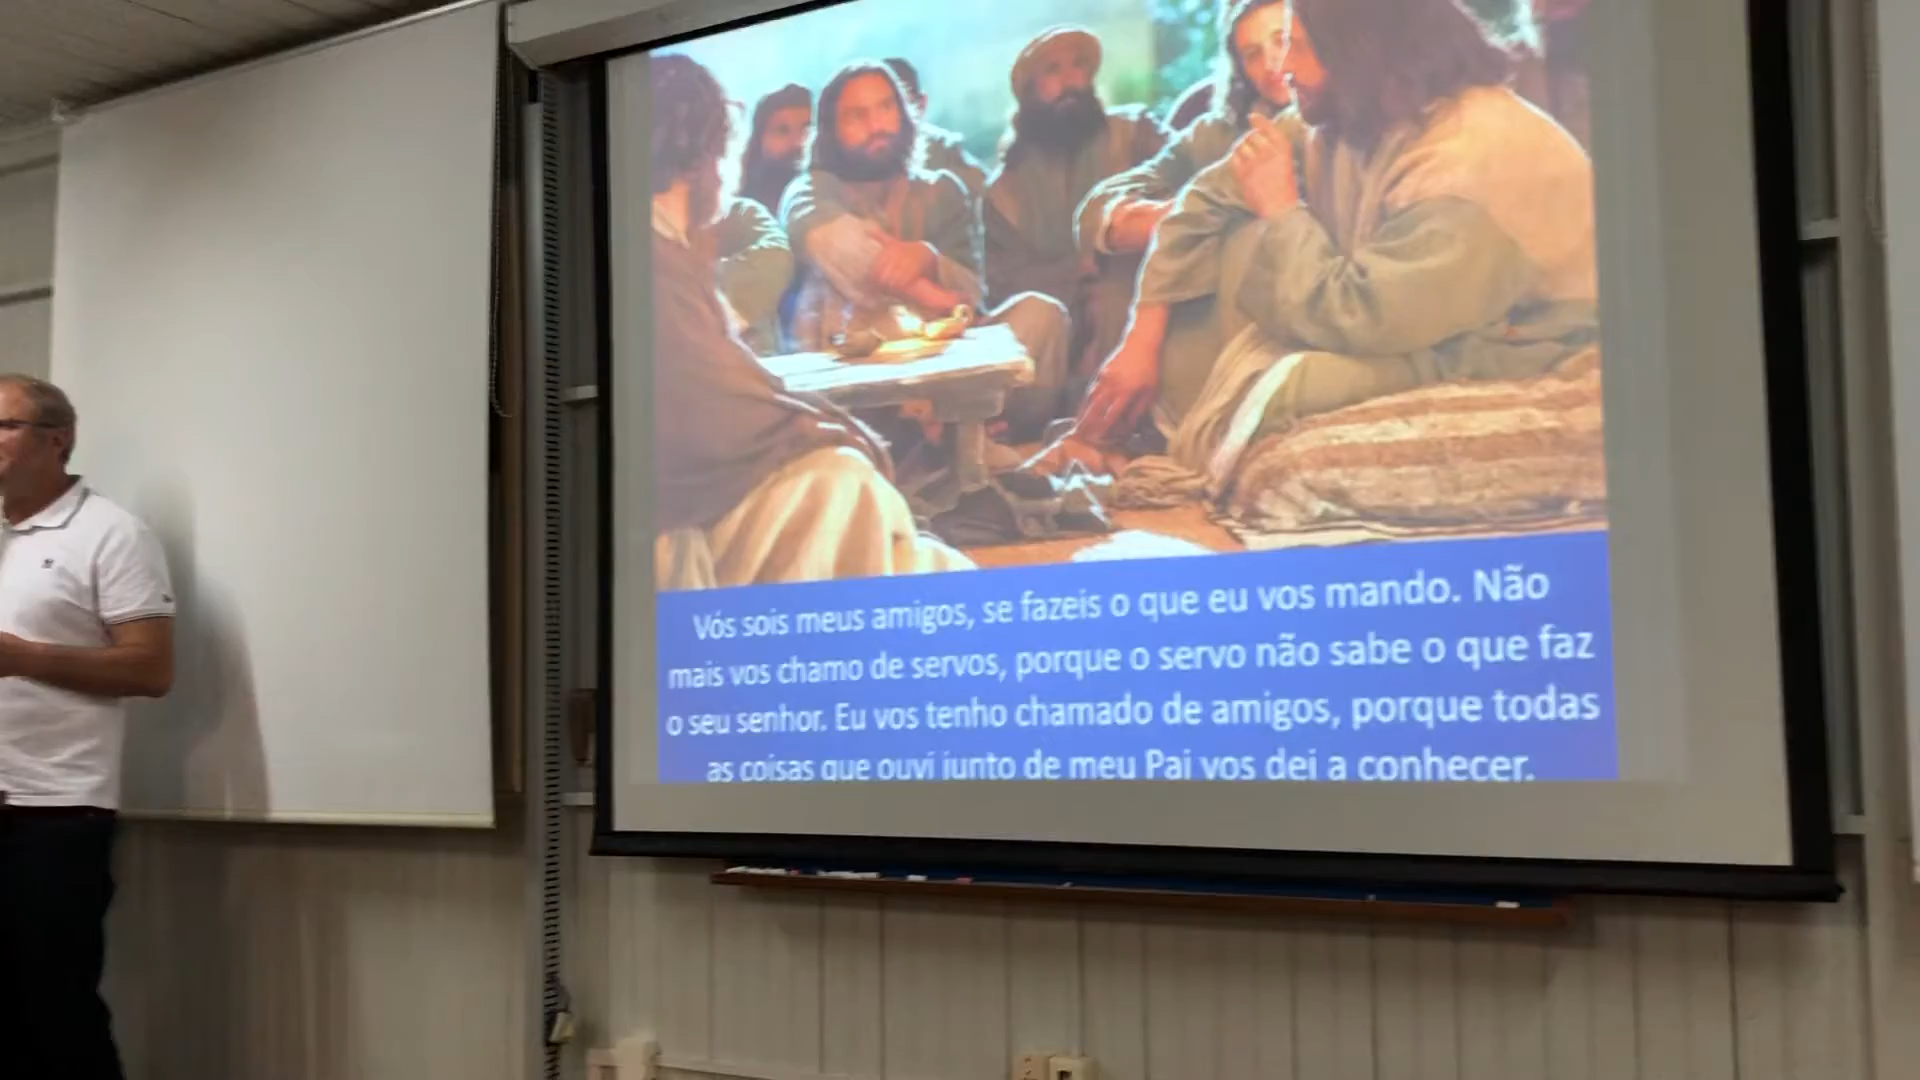 Vós sois meus amigos, se fazeis o que eu vos mando. Não
mais vos chamo de servos, porque o servo não sabe o que faz
o seu senhor. Eu vos tenho chamado de amigos, porque todas
as coisas que ouvi junto de meu Pai vos dei a conhecer.